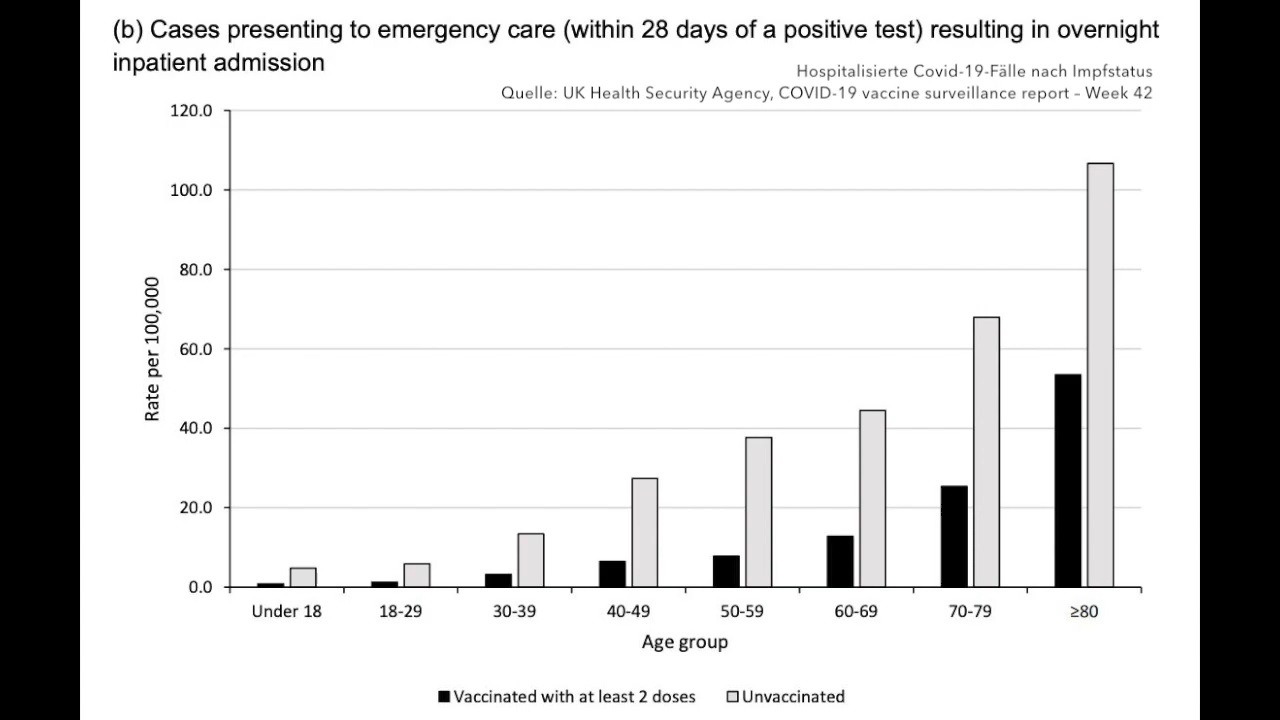 (b) Cases presenting to emergency care (within 28 days of a positive test) resulting in overnight
inpatient admission
Hospitalisierte Covid-19-Fälle nach Impfstatus
Quelle: UK Health Security Agency, COVID-19 vaccine surveillance report – Week 42
120.0
100.0
80.0
60.0
40.0
20.0
0.0
Rate per 100,000
Under 18 18-29 30-39 40-49 50-59 60-69 70-79 ≥80
Age group
Vaccinated with at least 2 doses Unvaccinated